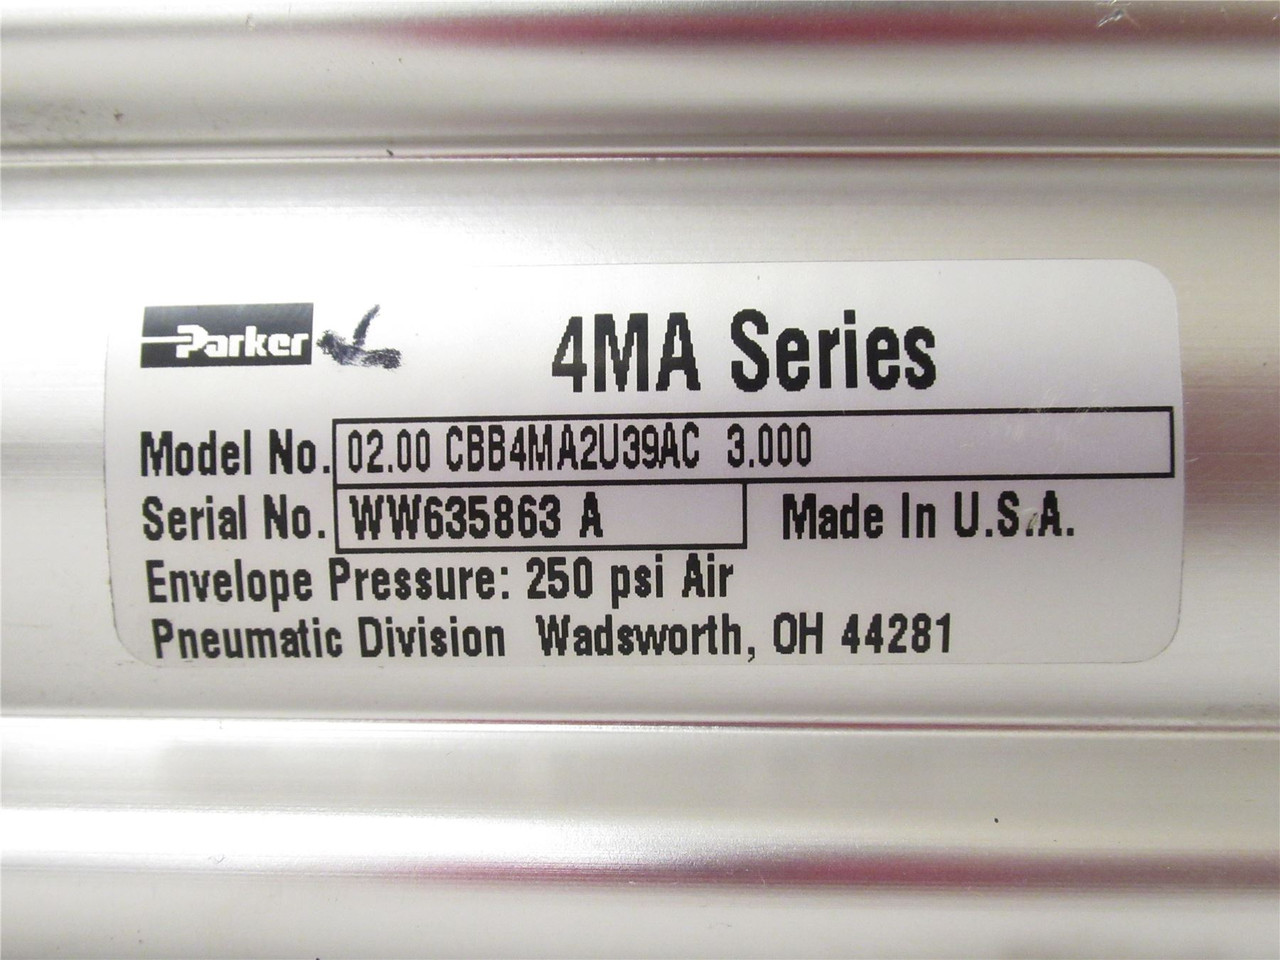 Parker
4MA Series
Model No. 02.00 CBB4MA2U39AC 3.000
Serial No. WW635863 A Made In U.S.A.
Envelope Pressure: 250 psi Air
Pneumatic Division Wadsworth, OH 44281